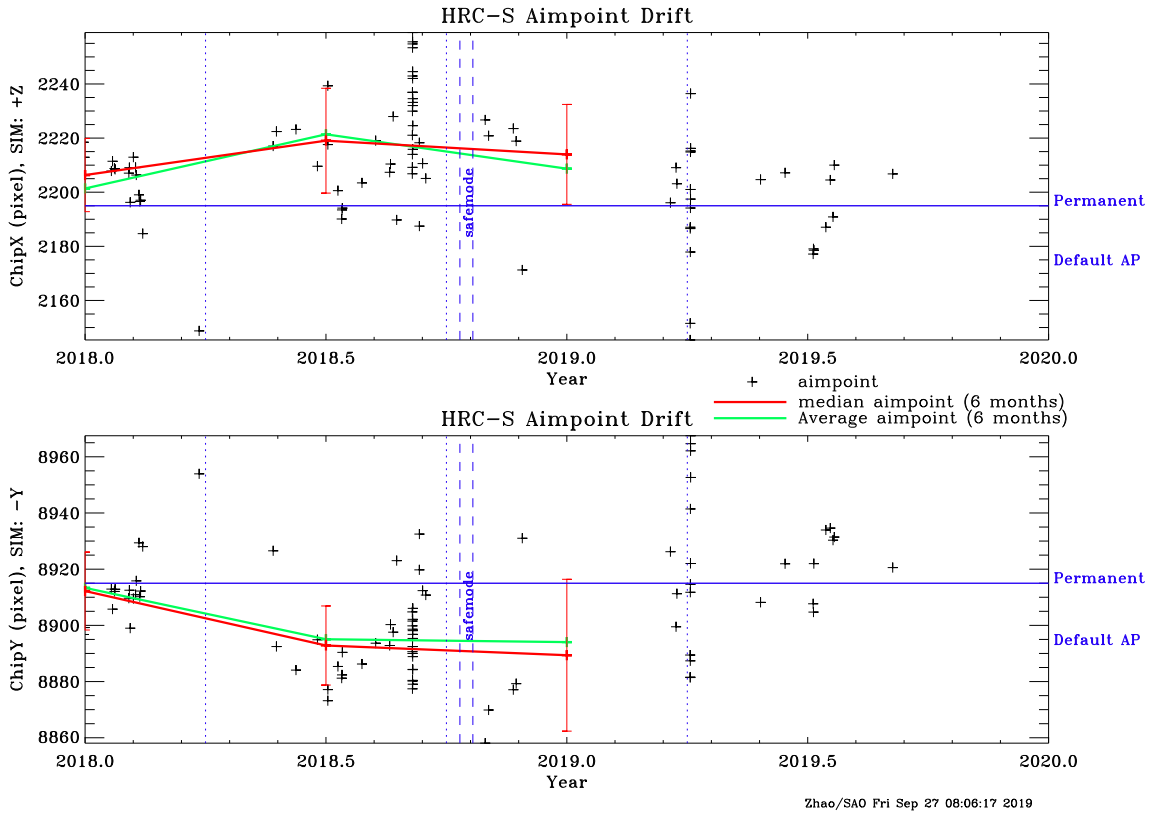 HRC-S Aimpoint Drift
ChipX (pixel), SIM: +Z
2240
2220
2200
2180
2160
safemode
Permanent
Default AP
2018.0 2018.5 2019.0 2019.5 2020.0
Year
aimpoint
median aimpoint (6 months)
Average aimpoint (6 months)
HRC-S Aimpoint Drift
ChipY (pixel), SIM: -Y
8960
8940
8920
8900
8880
8860
safemode
Permanent
Default AP
2018.0 2018.5 2019.0 2019.5 2020.0
Year
Zhao/SAO Fri Sep 27 08:06:17 2019